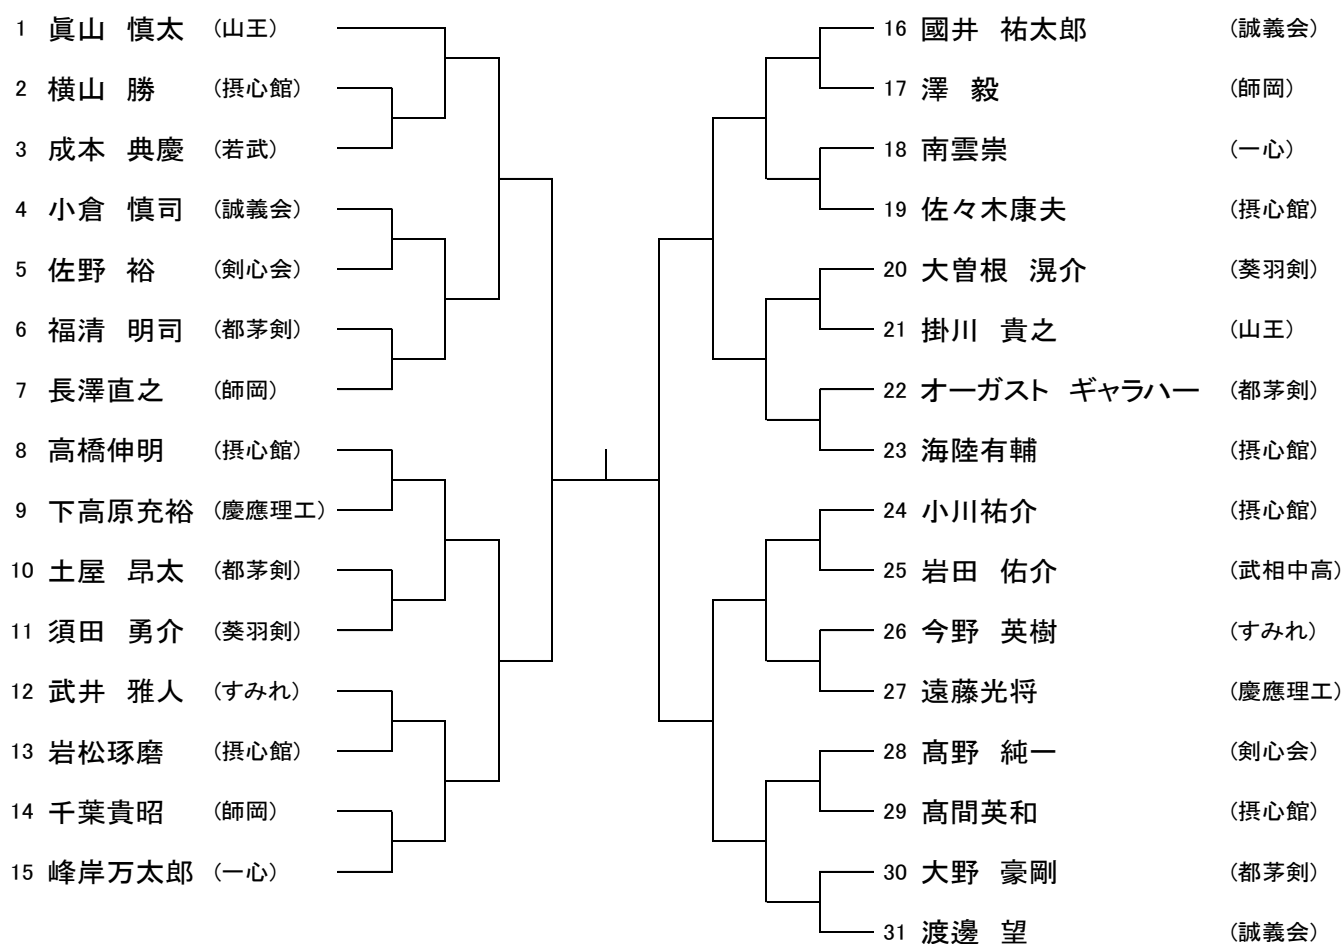 1 眞山 慎太 (山王)
2 横山 勝 (摂心館)
3 成本 典慶 (若武)
4 小倉 慎司 (誠義会)
5 佐野 裕 (剣心会)
6 福清 明司 (都茅剣)
7 長澤直之 (師岡)
8 高橋伸明 (摂心館)
9 下高原充裕 (慶應理工)
10 土屋 昂太 (都茅剣)
11 須田 勇介 (葵羽剣)
12 武井 雅人 (すみれ)
13 岩松琢磨 (摂心館)
14 千葉貴昭 (師岡)
15 峰岸万太郎 (一心)
16 國井 祐太郎 (誠義会)
17 澤 毅 (師岡)
18 南雲崇 (一心)
19 佐々木康夫 (摂心館)
20 大曽根 滉介 (葵羽剣)
21 掛川 貴之 (山王)
22 オーガスト ギャラハー (都茅剣)
23 海陸有輔 (摂心館)
24 小川祐介 (摂心館)
25 岩田 佑介 (武相中高)
26 今野 英樹 (すみれ)
27 遠藤光将 (慶應理工)
28 髙野 純一 (剣心会)
29 髙間英和 (摂心館)
30 大野 豪剛 (都茅剣)
31 渡邊 望 (誠義会)